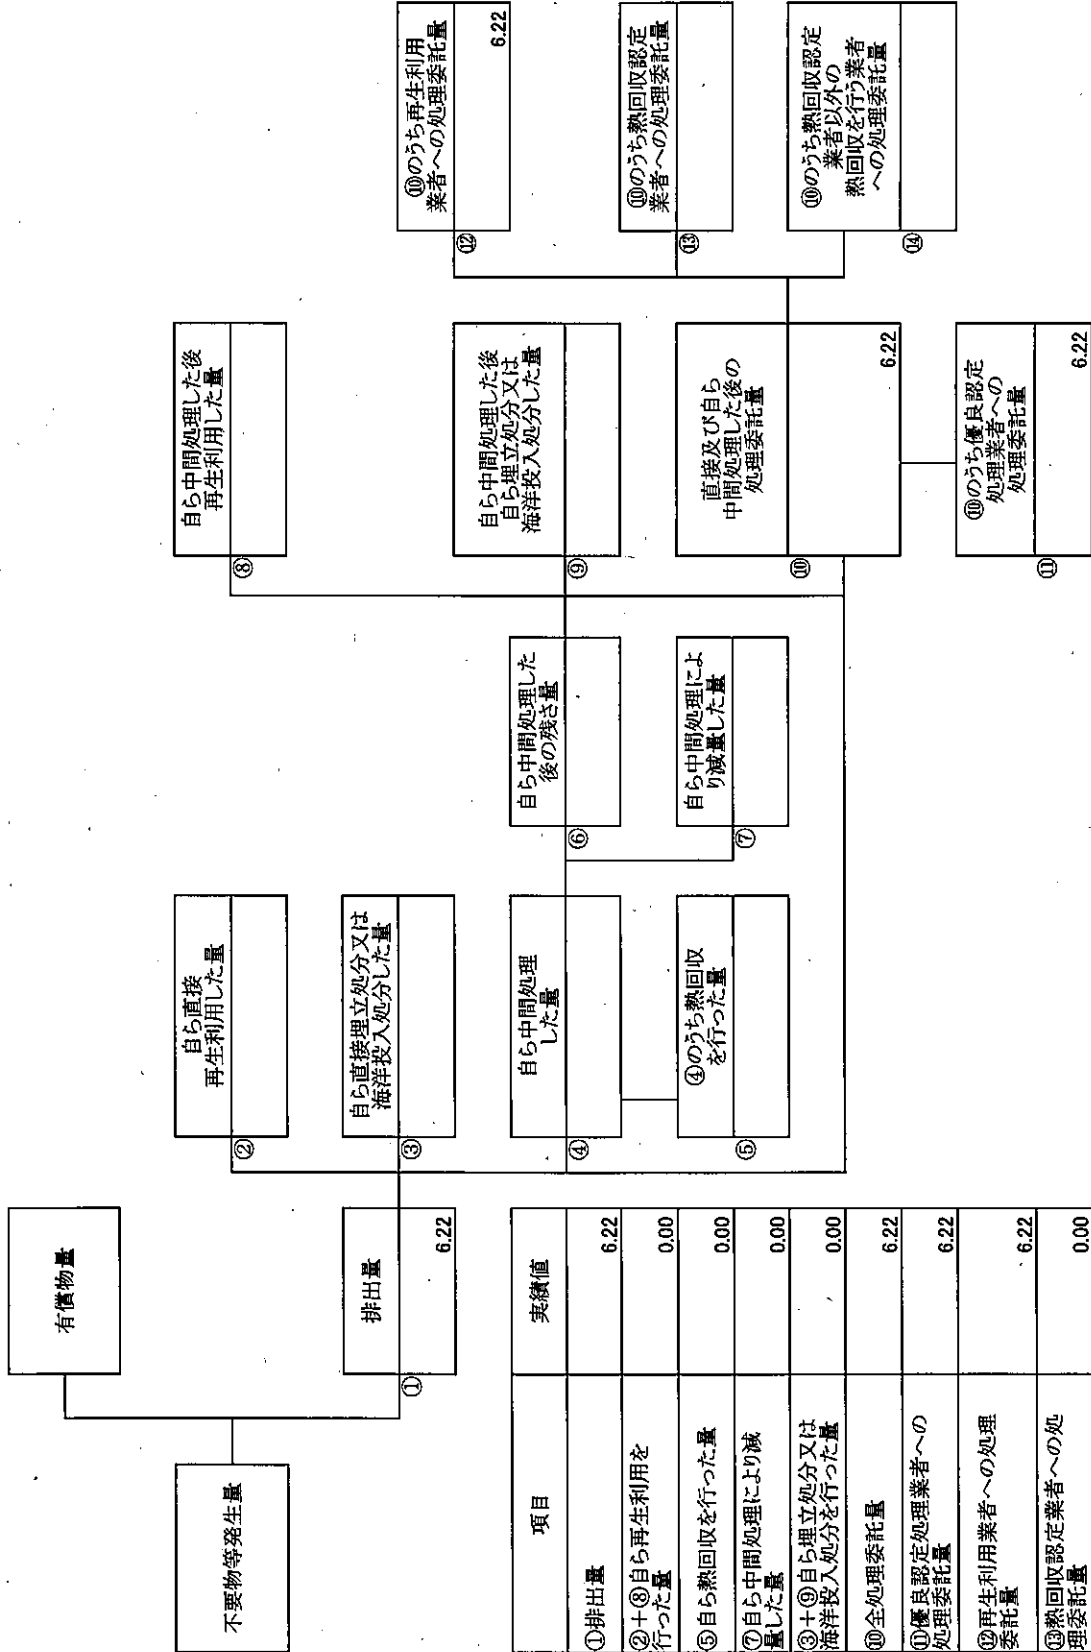 不要物等発生量
有償物量
排出量
①
6.22
自ら直接
再生利用した量
②
自ら直接埋立処分又は
海洋投入処分した量
③
自ら中間処理
した量
④
④のうち熱回収
を行った量
⑤
自ら中間処理した
後の残さ量
⑥
自ら中間処理によ
り減量した量
⑦
自ら中間処理した後
再生利用した量
⑧
自ら中間処理した後
自ら埋立処分又は
海洋投入処分した量
⑨
直接及び自ら
中間処理した後の
処理委託量
⑩
6.22
⑩のうち優良認定
処理業者への
処理委託量
⑪
6.22
⑩のうち再生利用
業者への処理委託量
⑫
6.22
⑩のうち熱回収認定
業者への処理委託量
⑬
⑩のうち熱回収認定
業者以外の
熱回収を行う業者
への処理委託量
⑭
項目 実績値
①排出量 6.22
②+⑧自ら再生利用を
行った量 0.00
⑤自ら熱回収を行った量 0.00
⑦自ら中間処理により減
量した量 0.00
③+⑨自ら埋立処分又は
海洋投入処分を行った量 0.00
⑩全処理委託量 6.22
⑪優良認定処理業者への
処理委託量 6.22
⑫再生利用業者への処理
委託量 6.22
⑬熱回収認定業者への処
理委託量 0.00